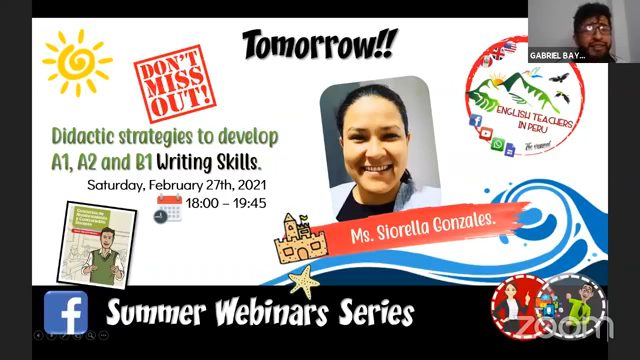 Tomorrow!!
GABRIEL BAY...
DON'T
MISS
OUT!
ENGLISH TEACHERS
IN PERU
Didactic strategies to develop
A1, A2 and B1 Writing Skills.
Saturday, February 27th, 2021
18:00 – 19:45
Ms. Siorella Gonzales.
Summer Webinars Series
zoom